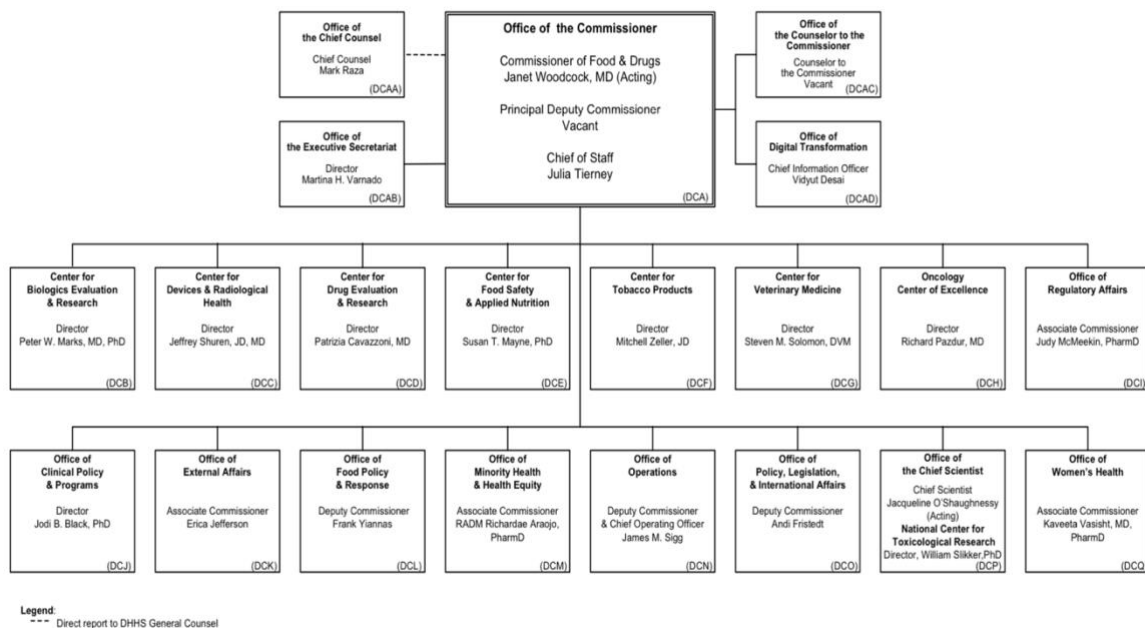 Office of
the Chief Counsel
Chief Counsel
Mark Raza
(DCAA)
Office of the Commissioner
Commissioner of Food & Drugs
Janet Woodcock, MD (Acting)
Principal Deputy Commissioner
Vacant
Chief of Staff
Julia Tierney
(DCA)
Office of
the Counselor to the
Commissioner
Counselor to
the Commissioner
Vacant
(DCAC)
Office of
the Executive Secretariat
Director
Martina H. Varnado
(DCAB)
Office of
Digital Transformation
Chief Information Officer
Vidyut Desai
(DCAD)
Center for
Biologics Evaluation
& Research
Director
Peter W. Marks, MD, PhD
(DCB)
Center for
Devices & Radiological
Health
Director
Jeffrey Shuren, JD, MD
(DCC)
Center for
Drug Evaluation
& Research
Director
Patrizia Cavazzoni, MD
(DCD)
Center for
Food Safety
& Applied Nutrition
Director
Susan T. Mayne, PhD
(DCE)
Center for
Tobacco Products
Director
Mitchell Zeller, JD
(DCF)
Center for
Veterinary Medicine
Director
Steven M. Solomon, DVM
(DCG)
Oncology
Center of Excellence
Director
Richard Pazdur, MD
(DCH)
Office of
Regulatory Affairs
Associate Commissioner
Judy McMeekin, PharmD
(DCI)
Office of
Clinical Policy
& Programs
Director
Jodi B. Black, PhD
(DCJ)
Office of
External Affairs
Associate Commissioner
Erica Jefferson
(DCK)
Office of
Food Policy
& Response
Deputy Commissioner
Frank Yiannas
(DCL)
Office of
Minority Health
& Health Equity
Associate Commissioner
RADM Richardae Araojo,
PharmD
(DCM)
Office of
Operations
Deputy Commissioner
& Chief Operating Officer
James M. Sigg
(DCN)
Office of
Policy, Legislation,
& International Affairs
Deputy Commissioner
Andi Fristedt
(DCO)
Office of
the Chief Scientist
Chief Scientist
Jacqueline O'Shaughnessy
(Acting)
National Center for
Toxicological Research
Director, William Slikker,PhD
(DCP)
Office of
Women's Health
Associate Commissioner
Kaveeta Vasisht, MD,
PharmD
(DCQ
Legend:
---- Direct report to DHHS General Counsel